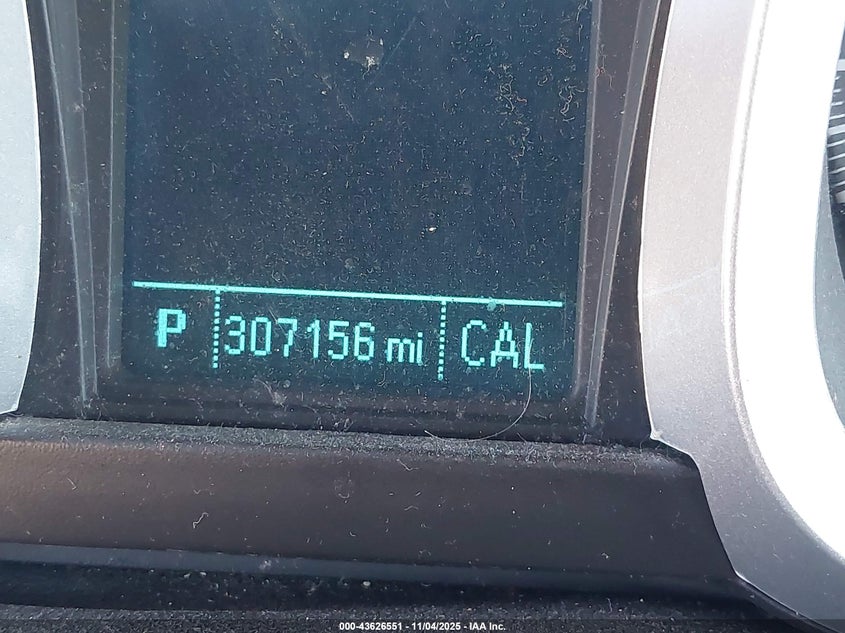 P 307156 mi CAL
000-43626551 - 11/04/2025 - IAA Inc.